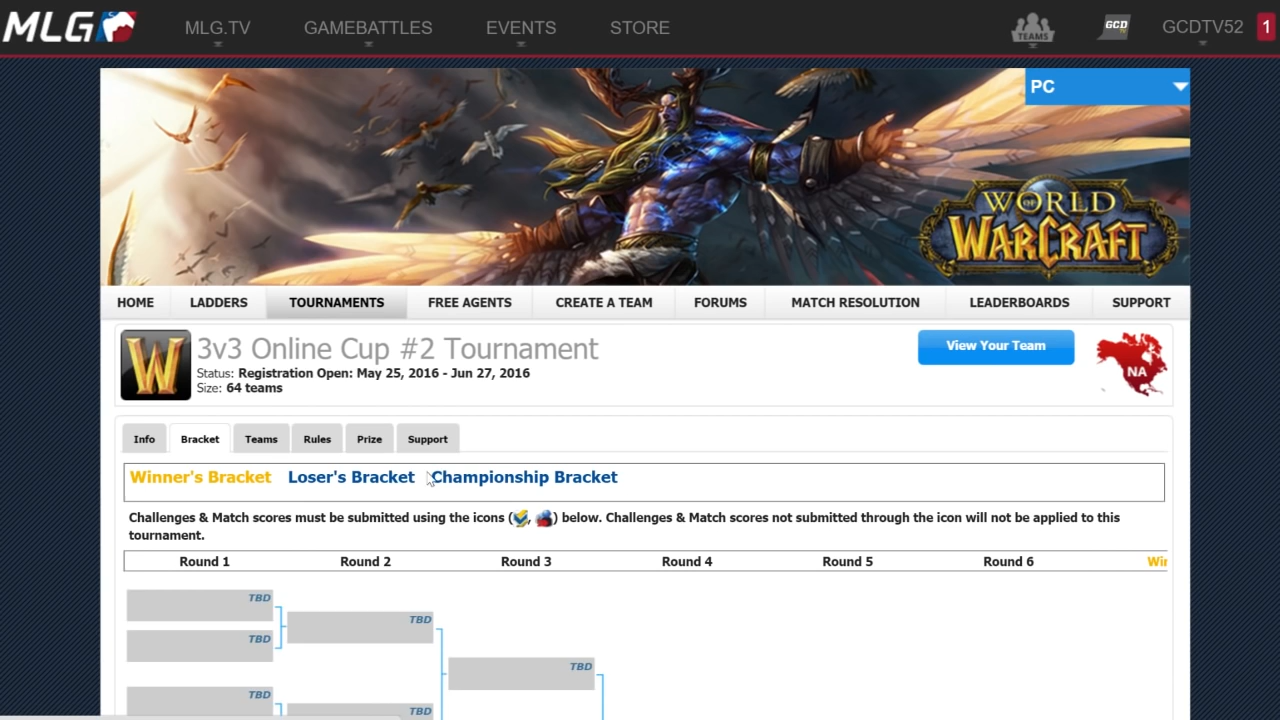 MLG
MLG.TV
GAMEBATTLES
EVENTS
STORE
TEAMS
GCD
GCDTV52
1
PC
WORLD
OF
WARCRAFT
HOME
LADDERS
TOURNAMENTS
FREE AGENTS
CREATE A TEAM
FORUMS
MATCH RESOLUTION
LEADERBOARDS
SUPPORT
W
3v3 Online Cup #2 Tournament
Status: Registration Open: May 25, 2016 - Jun 27, 2016
Size: 64 teams
View Your Team
NA
Info
Bracket
Teams
Rules
Prize
Support
Winner's Bracket
Loser's Bracket
Championship Bracket
Challenges & Match scores must be submitted using the icons ( , ) below. Challenges & Match scores not submitted through the icon will not be applied to this
tournament.
Round 1
Round 2
Round 3
Round 4
Round 5
Round 6
TBD
TBD
TBD
TBD
TBD
TBD